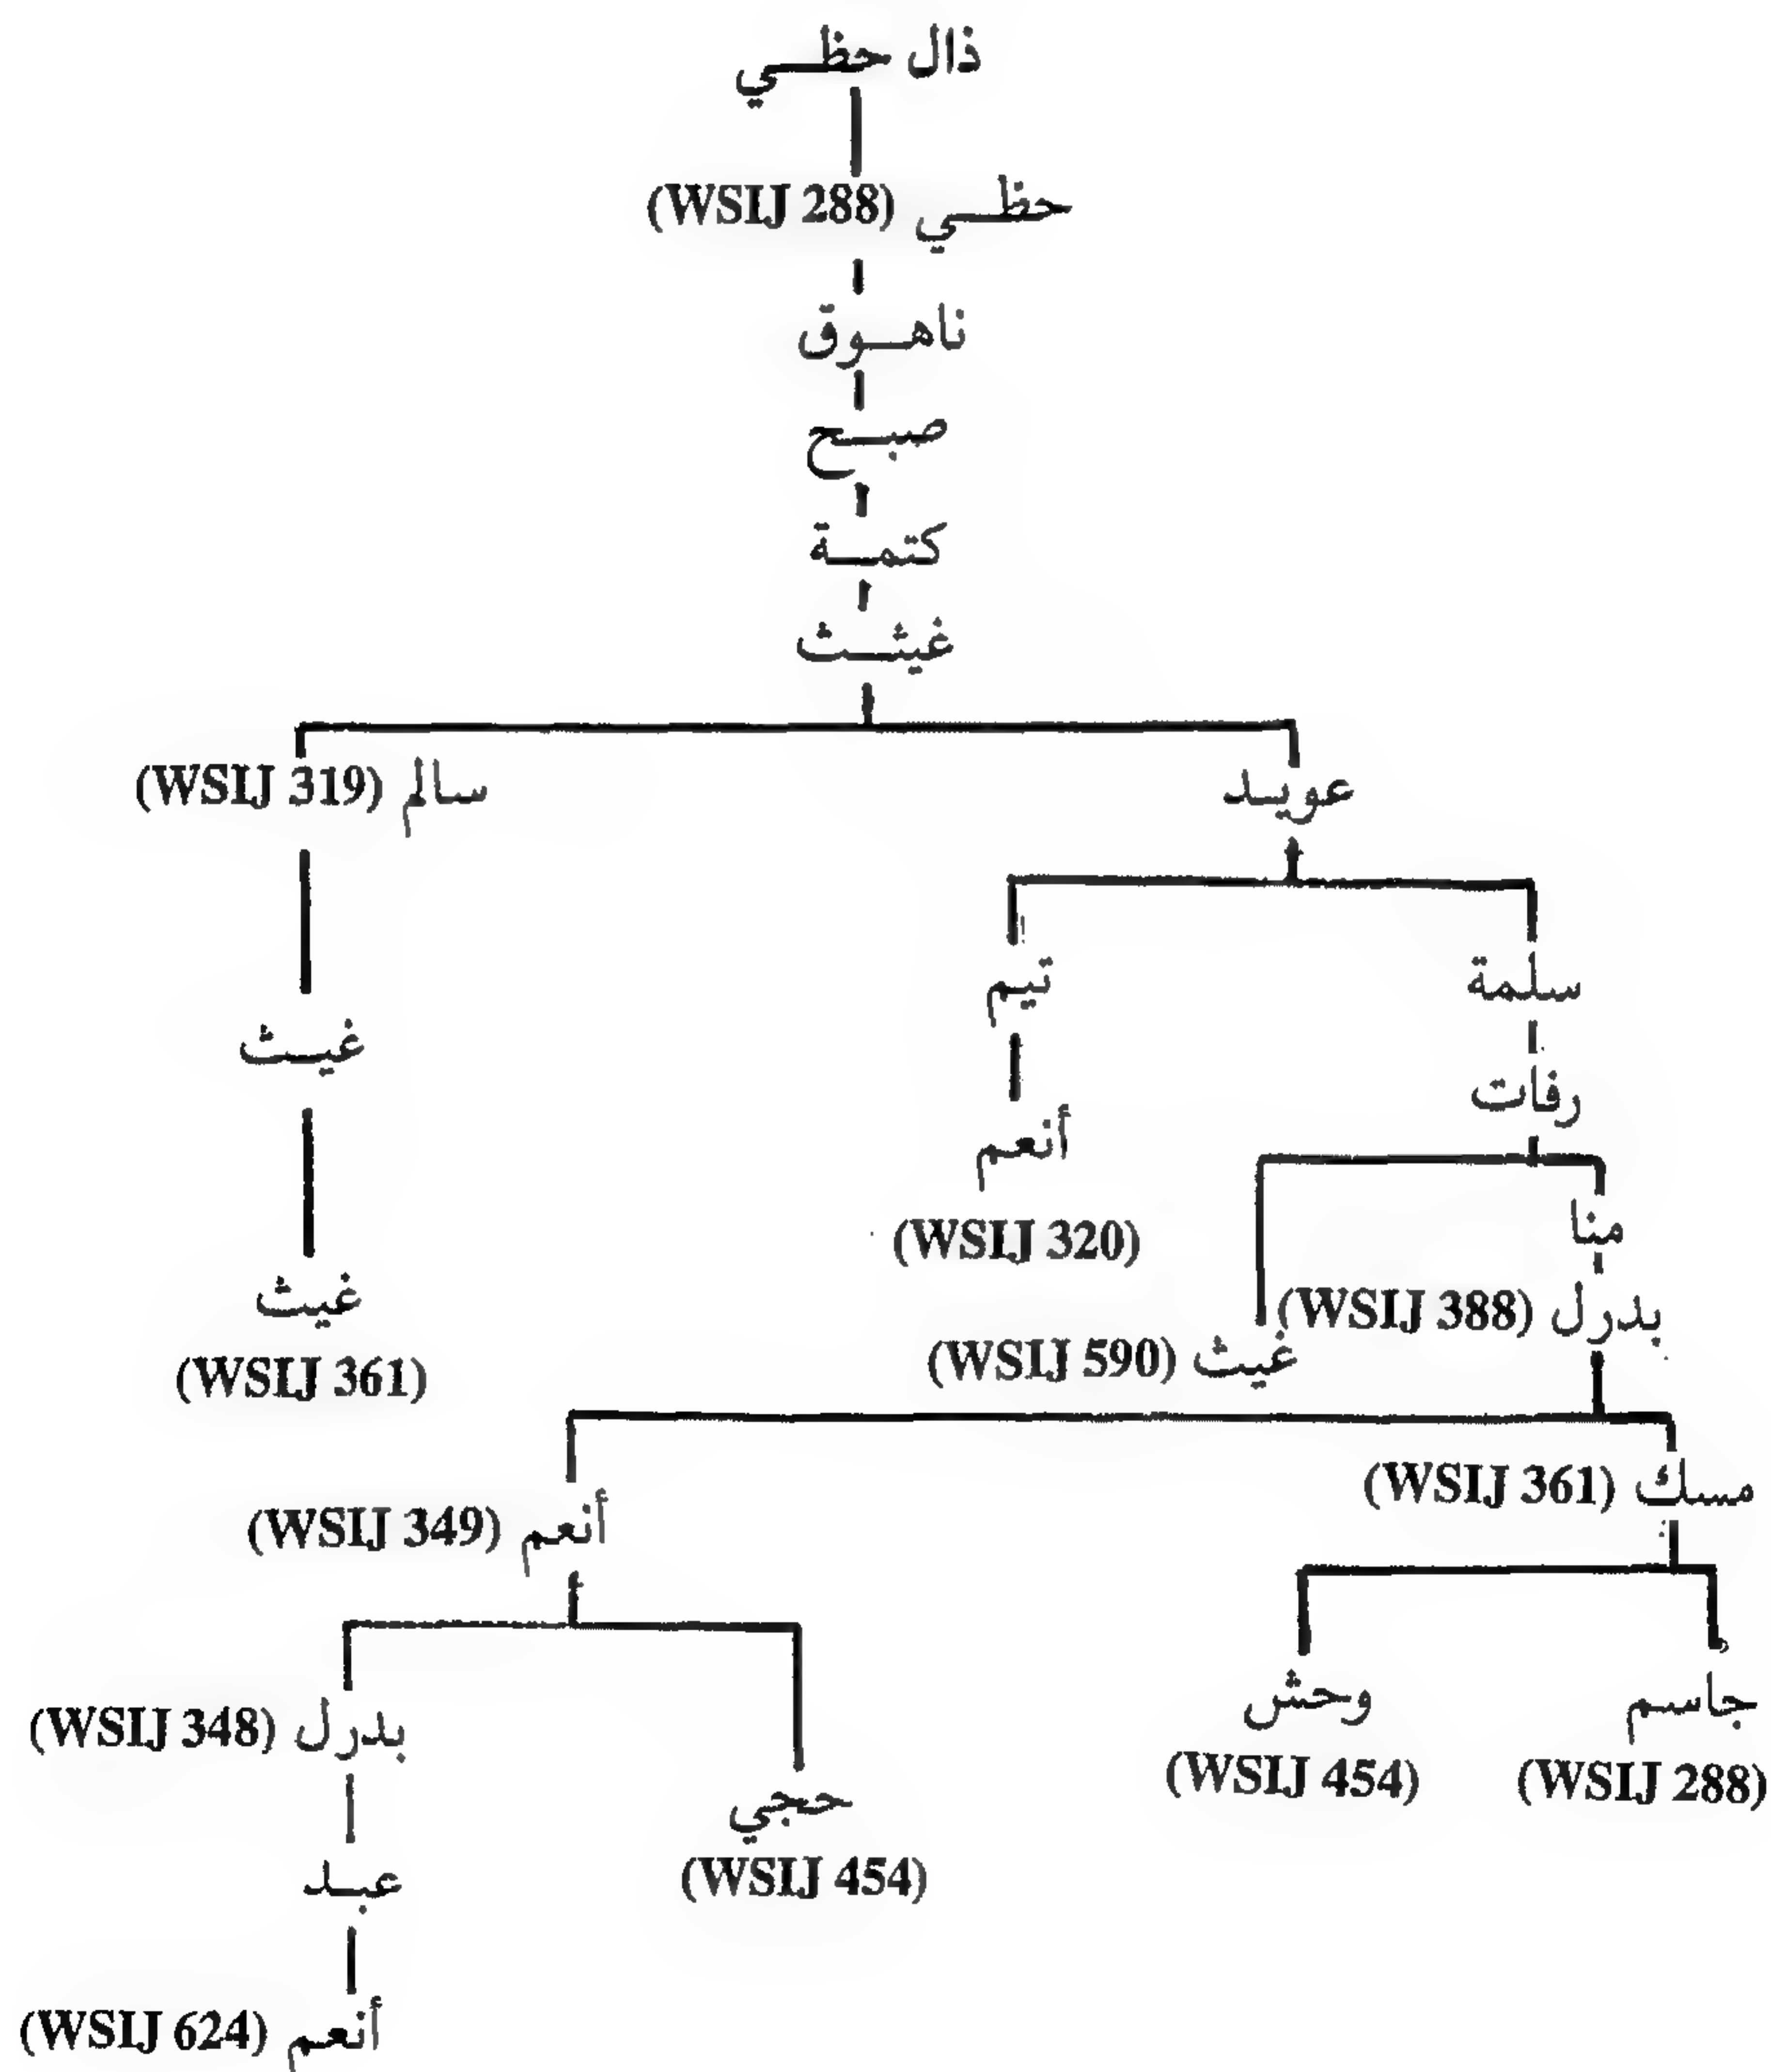 ذال حظي
حظي (WSIJ 288)
ناهوق
صبح
كتمة
غيث
عويد
سالم (WSIJ 319)
سلمة
تيم
رفات
غيث
أنعم
(WSIJ 320)
منا
بدرل (WSIJ 388)
غيث (WSIJ 590)
غيث
(WSIJ 361)
مسك (WSIJ 361)
أنعم (WSIJ 349)
جاسم
وحش
(WSIJ 288)
(WSIJ 454)
بدرل (WSIJ 348)
حجي
(WSIJ 454)
عبد
أنعم (WSIJ 624)